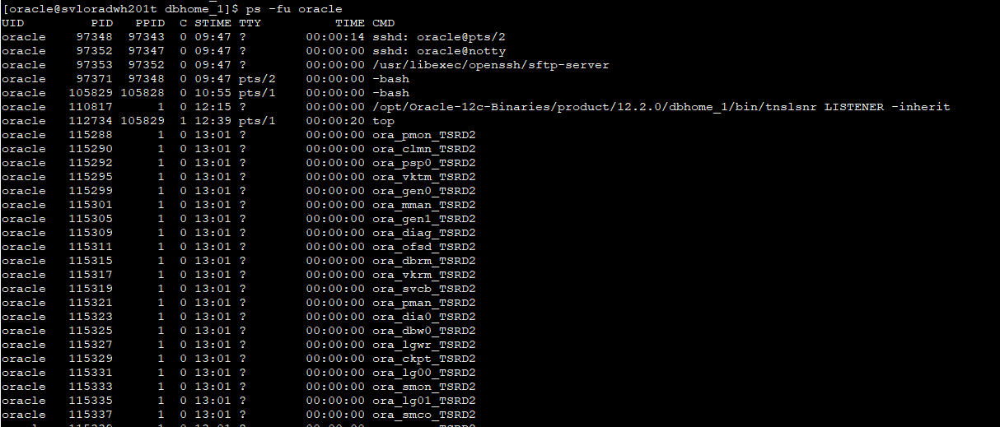 [oracle@svloradwh201t dbhome_1]$ ps -fu oracle
UID PID PPID C STIME TTY TIME CMD
oracle 97348 97343 0 09:47 ? 00:00:14 sshd: oracle@pts/2
oracle 97352 97347 0 09:47 ? 00:00:00 sshd: oracle@notty
oracle 97353 97352 0 09:47 ? 00:00:00 /usr/libexec/openssh/sftp-server
oracle 97371 97348 0 09:47 pts/2 00:00:00 -bash
oracle 105829 105828 0 10:55 pts/1 00:00:00 -bash
oracle 110817 1 0 12:15 ? 00:00:00 /opt/Oracle-12c-Binaries/product/12.2.0/dbhome_1/bin/tnslsnr LISTENER -inherit
oracle 112734 105829 1 12:39 pts/1 00:00:20 top
oracle 115288 1 0 13:01 ? 00:00:00 ora_pmon_TSRD2
oracle 115290 1 0 13:01 ? 00:00:00 ora_clmn_TSRD2
oracle 115292 1 0 13:01 ? 00:00:00 ora_psp0_TSRD2
oracle 115295 1 0 13:01 ? 00:00:00 ora_vktm_TSRD2
oracle 115299 1 0 13:01 ? 00:00:00 ora_gen0_TSRD2
oracle 115301 1 0 13:01 ? 00:00:00 ora_mman_TSRD2
oracle 115305 1 0 13:01 ? 00:00:00 ora_gen1_TSRD2
oracle 115309 1 0 13:01 ? 00:00:00 ora_diag_TSRD2
oracle 115311 1 0 13:01 ? 00:00:00 ora_ofsd_TSRD2
oracle 115315 1 0 13:01 ? 00:00:00 ora_dbrm_TSRD2
oracle 115317 1 0 13:01 ? 00:00:00 ora_vkrm_TSRD2
oracle 115319 1 0 13:01 ? 00:00:00 ora_svcb_TSRD2
oracle 115321 1 0 13:01 ? 00:00:00 ora_pman_TSRD2
oracle 115323 1 0 13:01 ? 00:00:00 ora_dia0_TSRD2
oracle 115325 1 0 13:01 ? 00:00:00 ora_dbw0_TSRD2
oracle 115327 1 0 13:01 ? 00:00:00 ora_lgwr_TSRD2
oracle 115329 1 0 13:01 ? 00:00:00 ora_ckpt_TSRD2
oracle 115331 1 0 13:01 ? 00:00:00 ora_lg00_TSRD2
oracle 115333 1 0 13:01 ? 00:00:00 ora_smon_TSRD2
oracle 115335 1 0 13:01 ? 00:00:00 ora_lg01_TSRD2
oracle 115337 1 0 13:01 ? 00:00:00 ora_smco_TSRD2